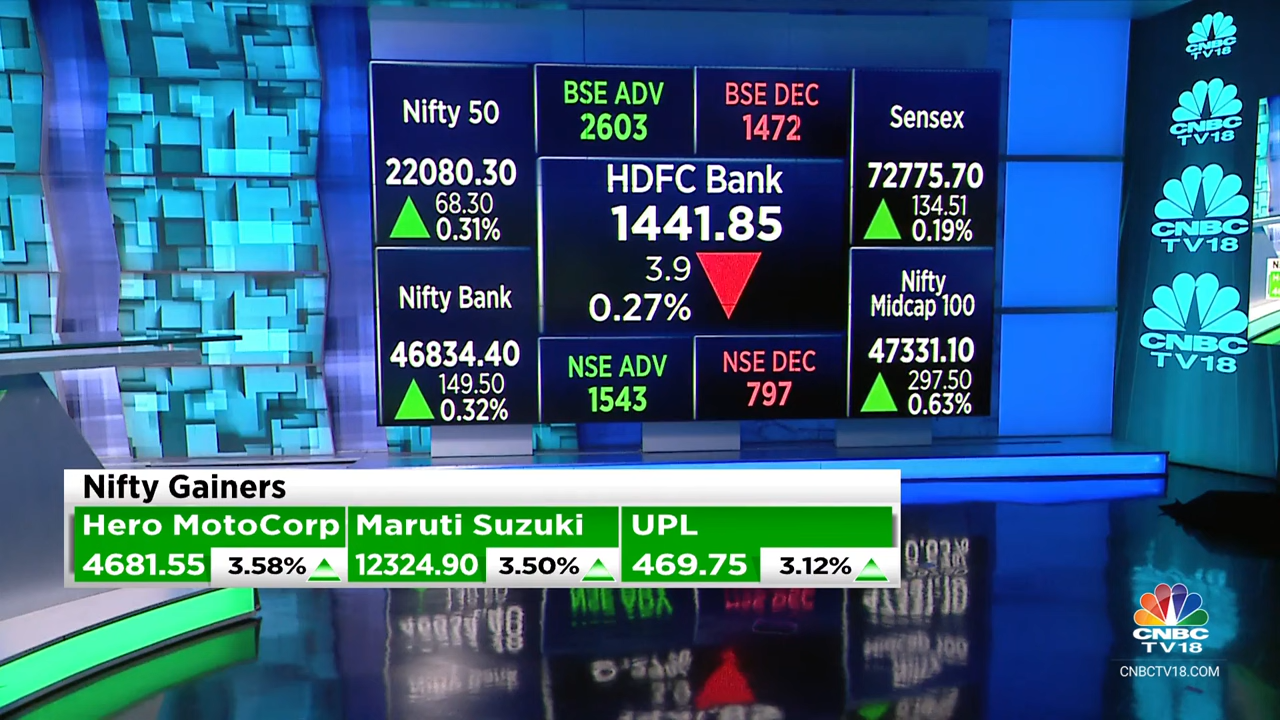 Nifty 50
22080.30
68.30
0.31%
BSE ADV
2603
BSE DEC
1472
Sensex
72775.70
134.51
0.19%
HDFC Bank
1441.85
3.9
0.27%
Nifty Bank
46834.40
149.50
0.32%
NSE ADV
1543
NSE DEC
797
Nifty
Midcap 100
47331.10
297.50
0.63%
CNBC
TV18
CNBC
TV18
CNBC
TV18
CNBC
TV18
Nifty Gainers
Hero MotoCorp
4681.55 3.58%
Maruti Suzuki
12324.90 3.50%
UPL
469.75 3.12%
CNBC
TV18
CNBCTV18.COM